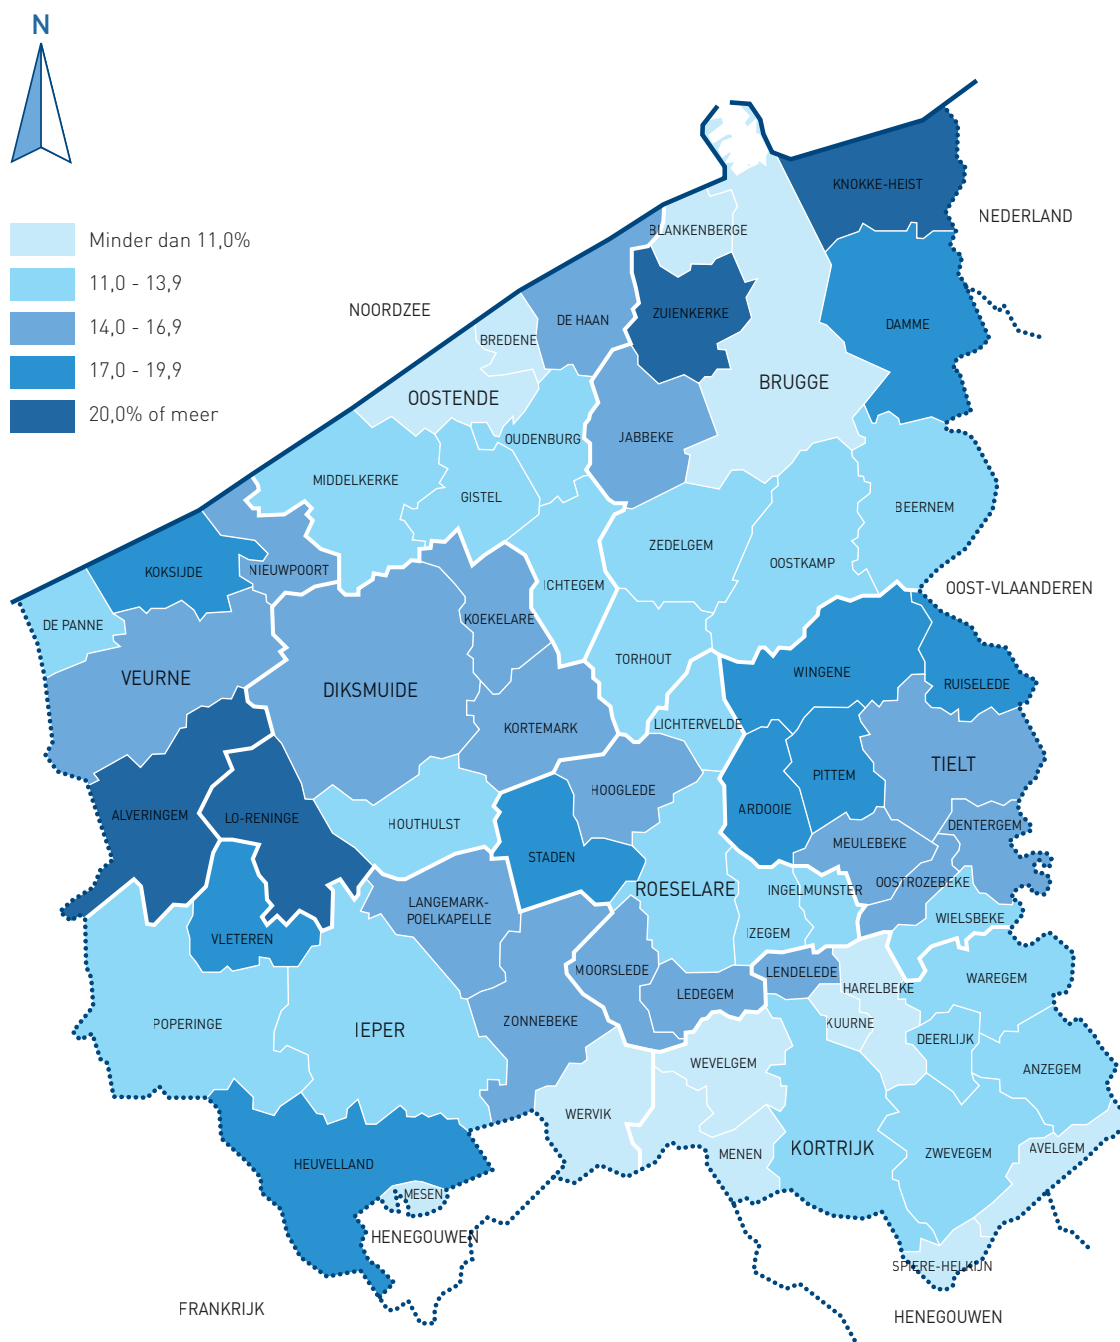 N
KNOKKE-HEIST
NEDERLAND
Minder dan 11,0%
BLANKENBERGE
11,0 - 13,9
NOORDZEE
ZUIENKERKE
14,0 - 16,9
DE HAAN
DAMME
BREDENE
17,0 - 19,9
BRUGGE
OOSTENDE
20,0% of meer
OUDENBURG
JABBEKE
MIDDELKERKE
GISTEL
BEERNEM
ZEDELGEM
OOSTKAMP
KOKSIJDE
NIEUWPOORT
ICHTEGEM
OOST-VLAANDEREN
KOEKELARE
DE PANNE
TORHOUT
WINGENE
VEURNE
RUISELEDE
DIKSMUIDE
LICHTERVELDE
KORTEMARK
TIELT
PITTEM
HOOGLEDE
ARDOOIE
ALVERINGEM
LO-RENINGE
HOUTHULST
DENTERGEM
MEULEBEKE
STADEN
OOSTROZEBEKE
ROESELARE
INGELMUNSTER
LANGEMARK-
POELKAPELLE
WIELSBEKE
IZEGEM
VLETEREN
MOORSLEDE
LENDELEDE
WAREGEM
HARELBEKE
LEDEGEM
ZONNEBEKE
POPERINGE
KUURNE
IEPER
DEERLIJK
WEVELGEM
ANZEGEM
WERVIK
KORTRIJK
AVELGEM
ZWEVEGEM
MENEN
HEUVELLAND
MESEN
HENEGOUWEN
SPIERE-HELKIJN
FRANKRIJK
HENEGOUWEN